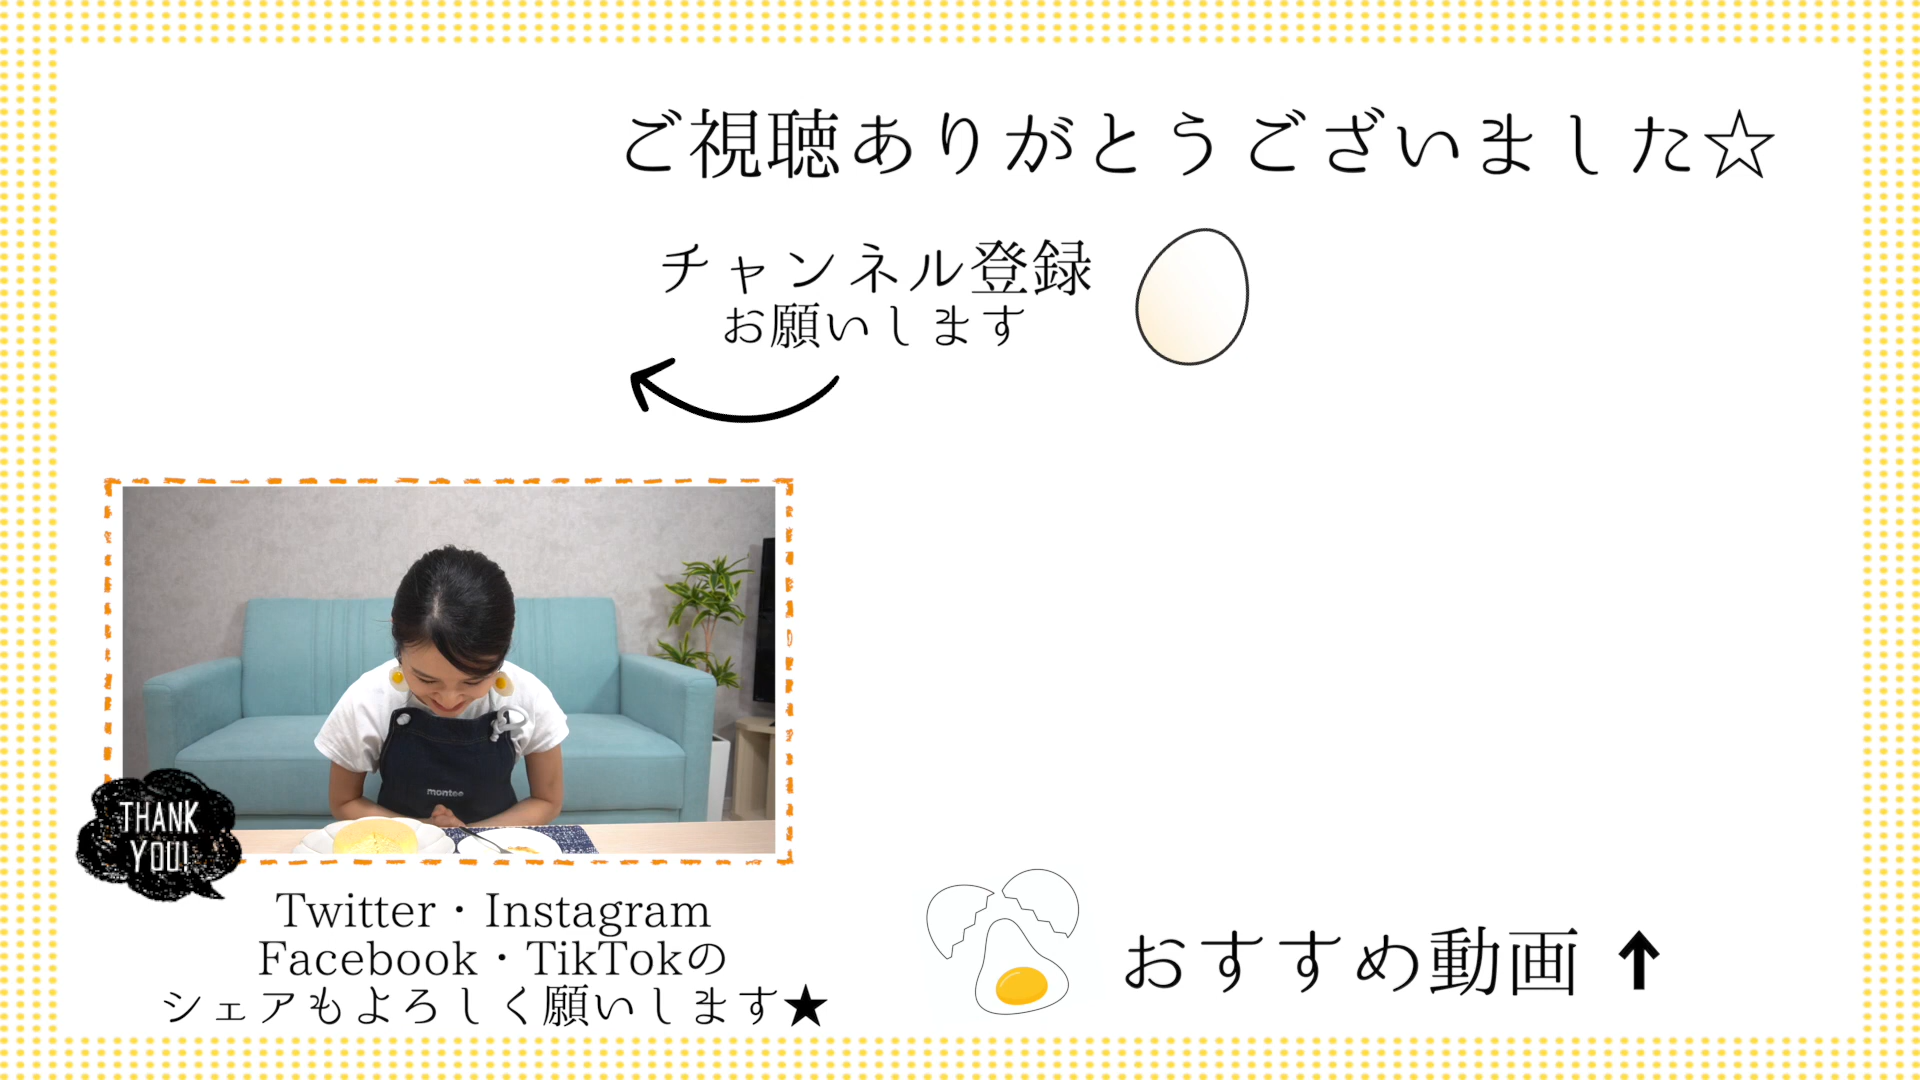 ご視聴ありがとうございました☆
チャンネル登録
お願いします
montee
THANK
YOU!
Twitter・Instagram
Facebook・TikTokの
シェアもよろしく願いします★
おすすめ動画 ↑